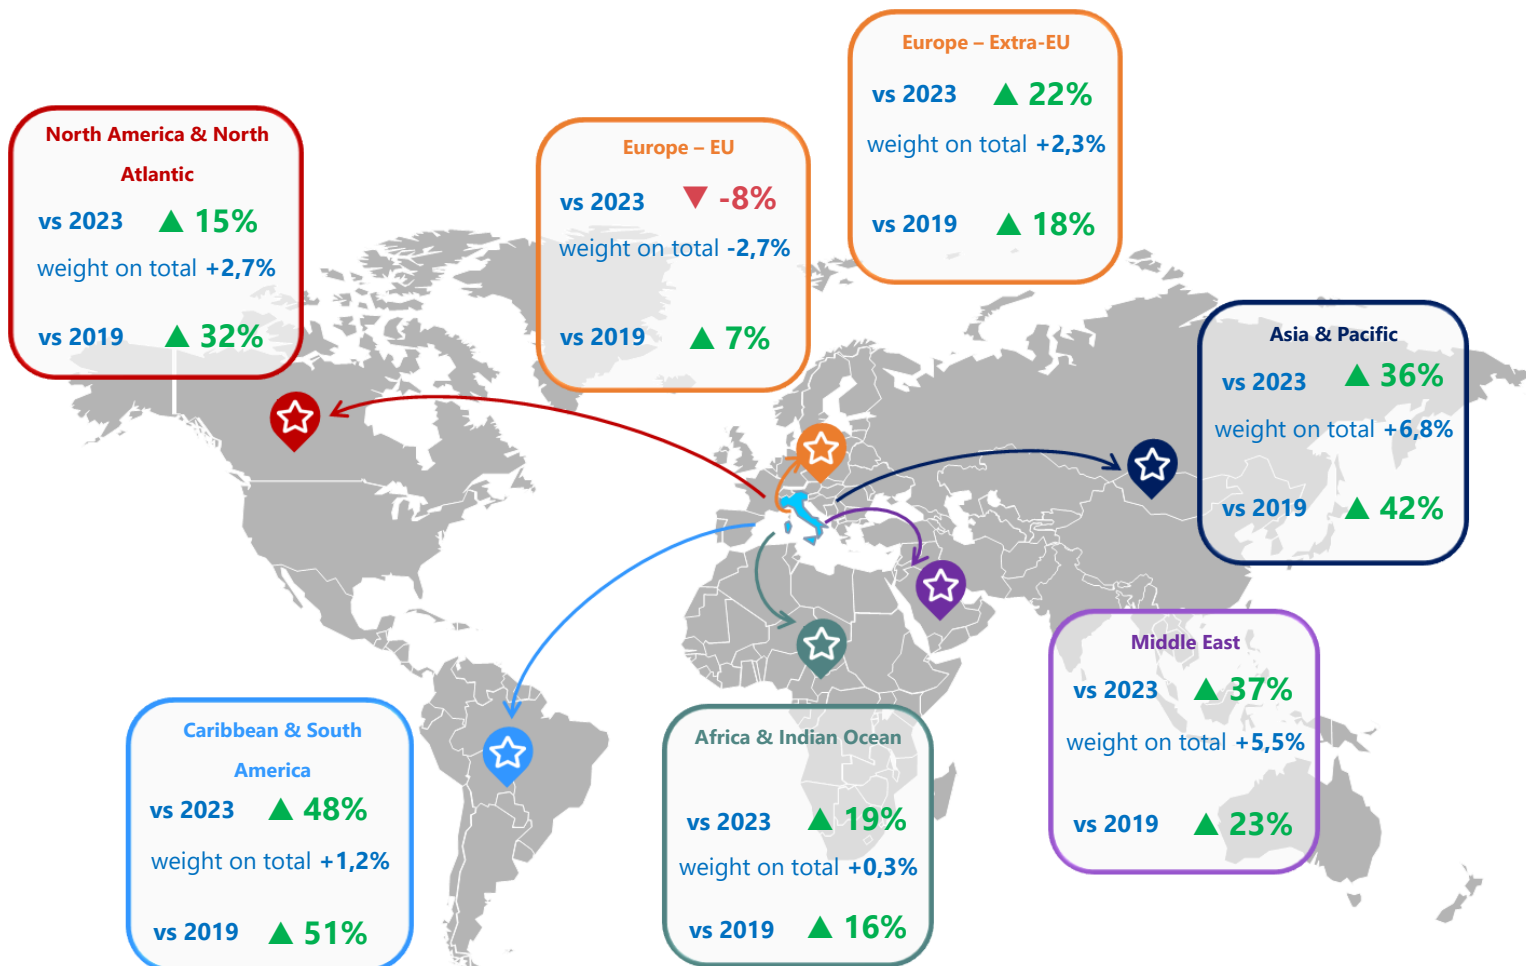 Europe – Extra-EU
vs 2023 ▲ 22%
weight on total +2,3%
vs 2019 ▲ 18%
North America & North
Atlantic
vs 2023 ▲ 15%
weight on total +2,7%
vs 2019 ▲ 32%
Europe – EU
vs 2023 ▼ -8%
weight on total -2,7%
vs 2019 ▲ 7%
Asia & Pacific
vs 2023 ▲ 36%
weight on total +6,8%
vs 2019 ▲ 42%
Middle East
vs 2023 ▲ 37%
weight on total +5,5%
vs 2019 ▲ 23%
Caribbean & South
America
vs 2023 ▲ 48%
weight on total +1,2%
vs 2019 ▲ 51%
Africa & Indian Ocean
vs 2023 ▲ 19%
weight on total +0,3%
vs 2019 ▲ 16%